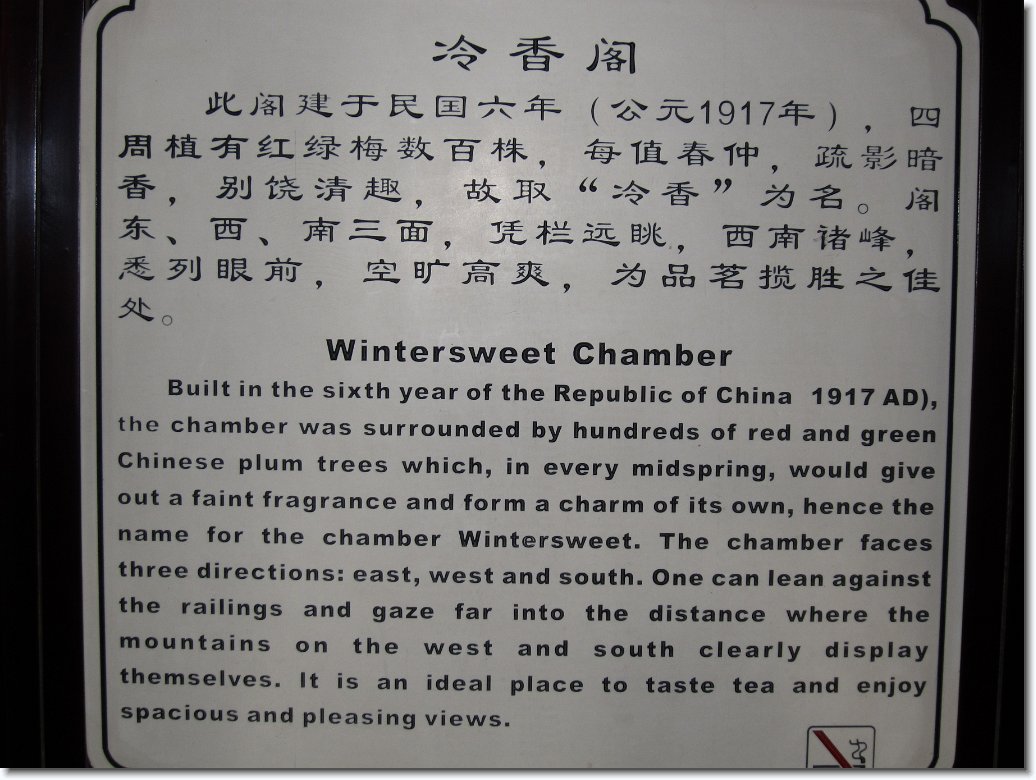 冷香阁
此阁建于民国六年（公元1917年），四
周植有红绿梅数百株，每值春仲，疏影暗
香，别饶清趣，故取“冷香”为名。阁
东、西、南三面，凭栏远眺，西南诸峰，
悉列眼前，空旷高爽，为品茗揽胜之佳
处。
Wintersweet Chamber
Built in the sixth year of the Republic of China 1917 AD),
the chamber was surrounded by hundreds of red and green
Chinese plum trees which, in every midspring, would give
out a faint fragrance and form a charm of its own, hence the
name for the chamber Wintersweet. The chamber faces
three directions: east, west and south. One can lean against
the railings and gaze far into the distance where the
mountains on the west and south clearly display
themselves. It is an ideal place to taste tea and enjoy
spacious and pleasing views.